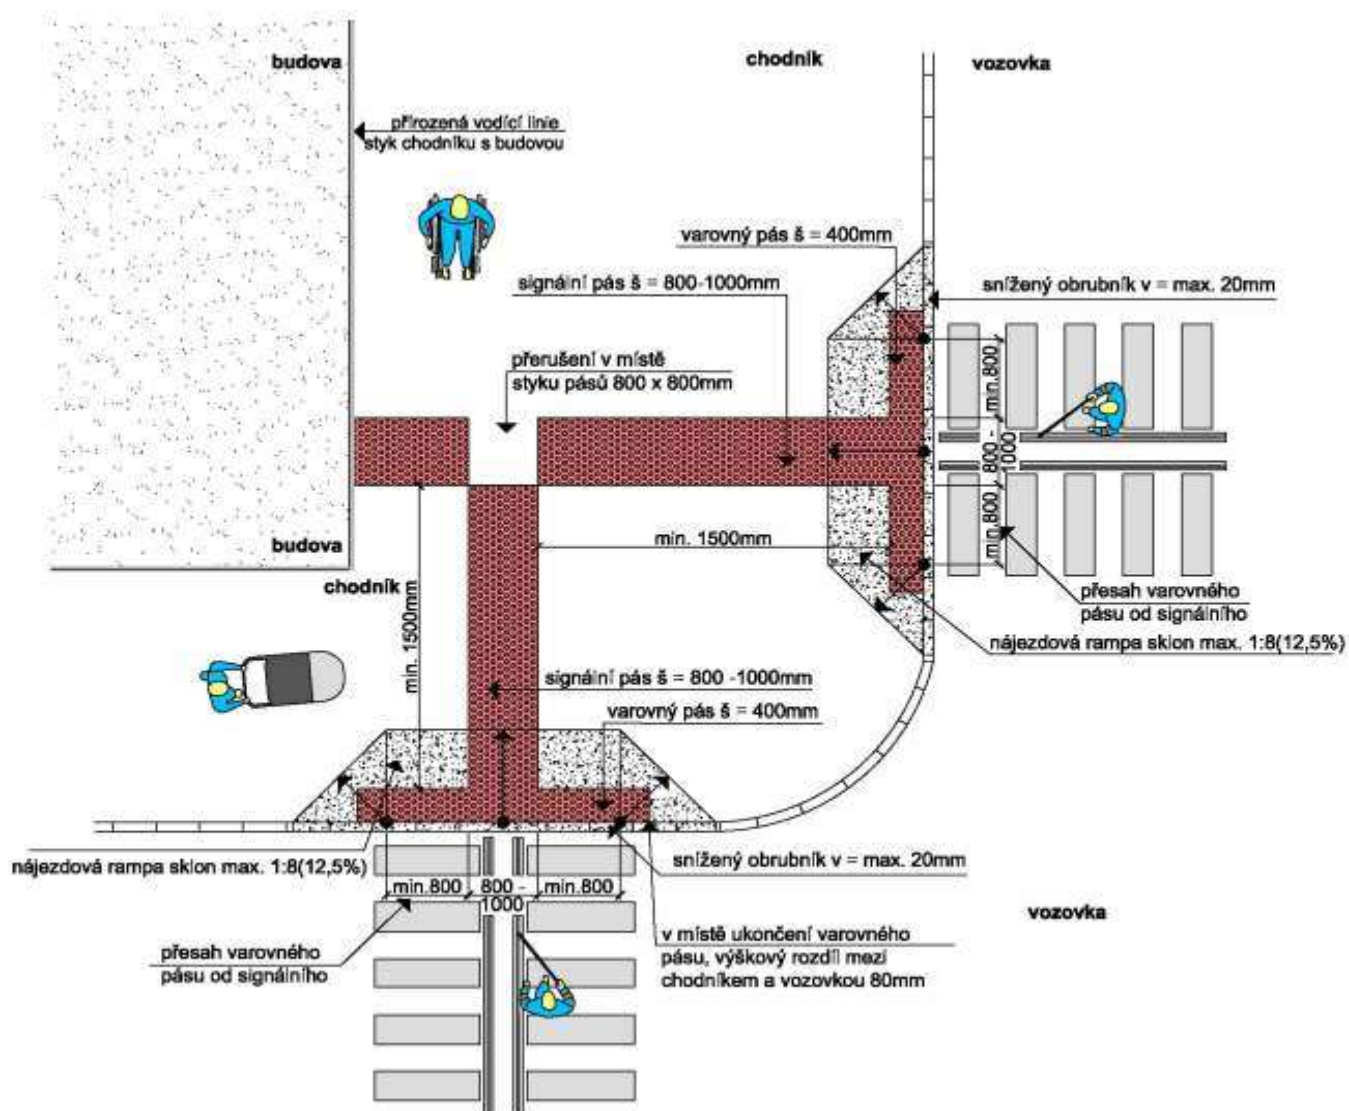 budova
chodník
vozovka
přirozená vodící linie
styk chodníku s budovou
varovný pás š = 400mm
signální pás š = 800-1000mm
snížený obrubník v = max. 20mm
přerušení v místě
styku pásů 800 x 800mm
min.800
800 -
1000
min.800
budova
min. 1500mm
chodník
přesah varovného
pásu od signálního
nájezdová rampa sklon max. 1:8(12,5%)
min. 1500mm
signální pás š = 800 -1000mm
varovný pás š = 400mm
nájezdová rampa sklon max. 1:8(12,5%)
snížený obrubník v = max. 20mm
min.800
800 -
1000
min.800
vozovka
přesah varovného
pásu od signálního
v místě ukončení varovného
pásu, výškový rozdíl mezi
chodníkem a vozovkou 80mm